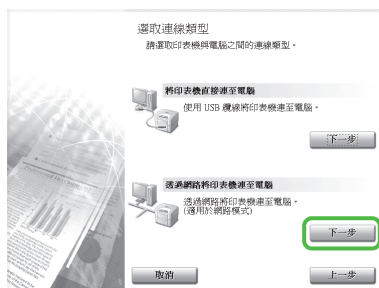 選取連線類型
請選取印表機與電腦之間的連線類型。
將印表機直接連至電腦
使用 USB 纜線將印表機連至電腦。
下一步
透過網路將印表機連至電腦
透過網路將印表機連至電腦。
(適用於網路模式)
下一步
取消
上一步